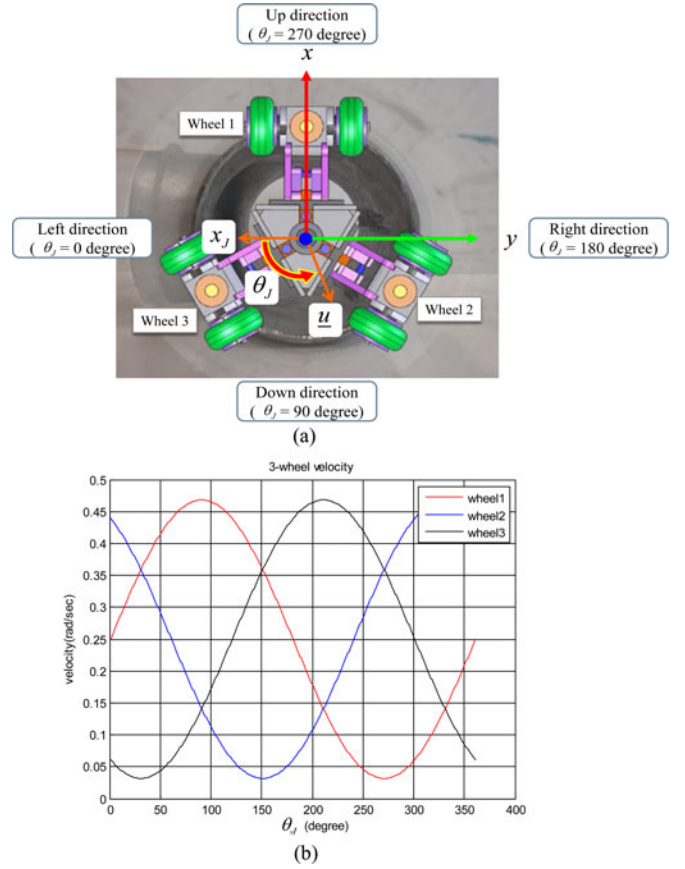 (a)
Up direction
( θJ = 270 degree)
x
Wheel 1
Left direction
( θJ = 0 degree)
xJ
y
Right direction
( θJ = 180 degree)
θJ
u
Wheel 3
Wheel 2
Down direction
( θJ = 90 degree)
(a)
3-wheel velocity
0.5
0.45
0.4
0.35
0.3
0.25
0.15
0.15
0.1
0.05
0
velocity(rad/sec)
wheel1
wheel2
wheel3
0 50 100 150 200 250 300 350 400
θJ (degree)
(b)